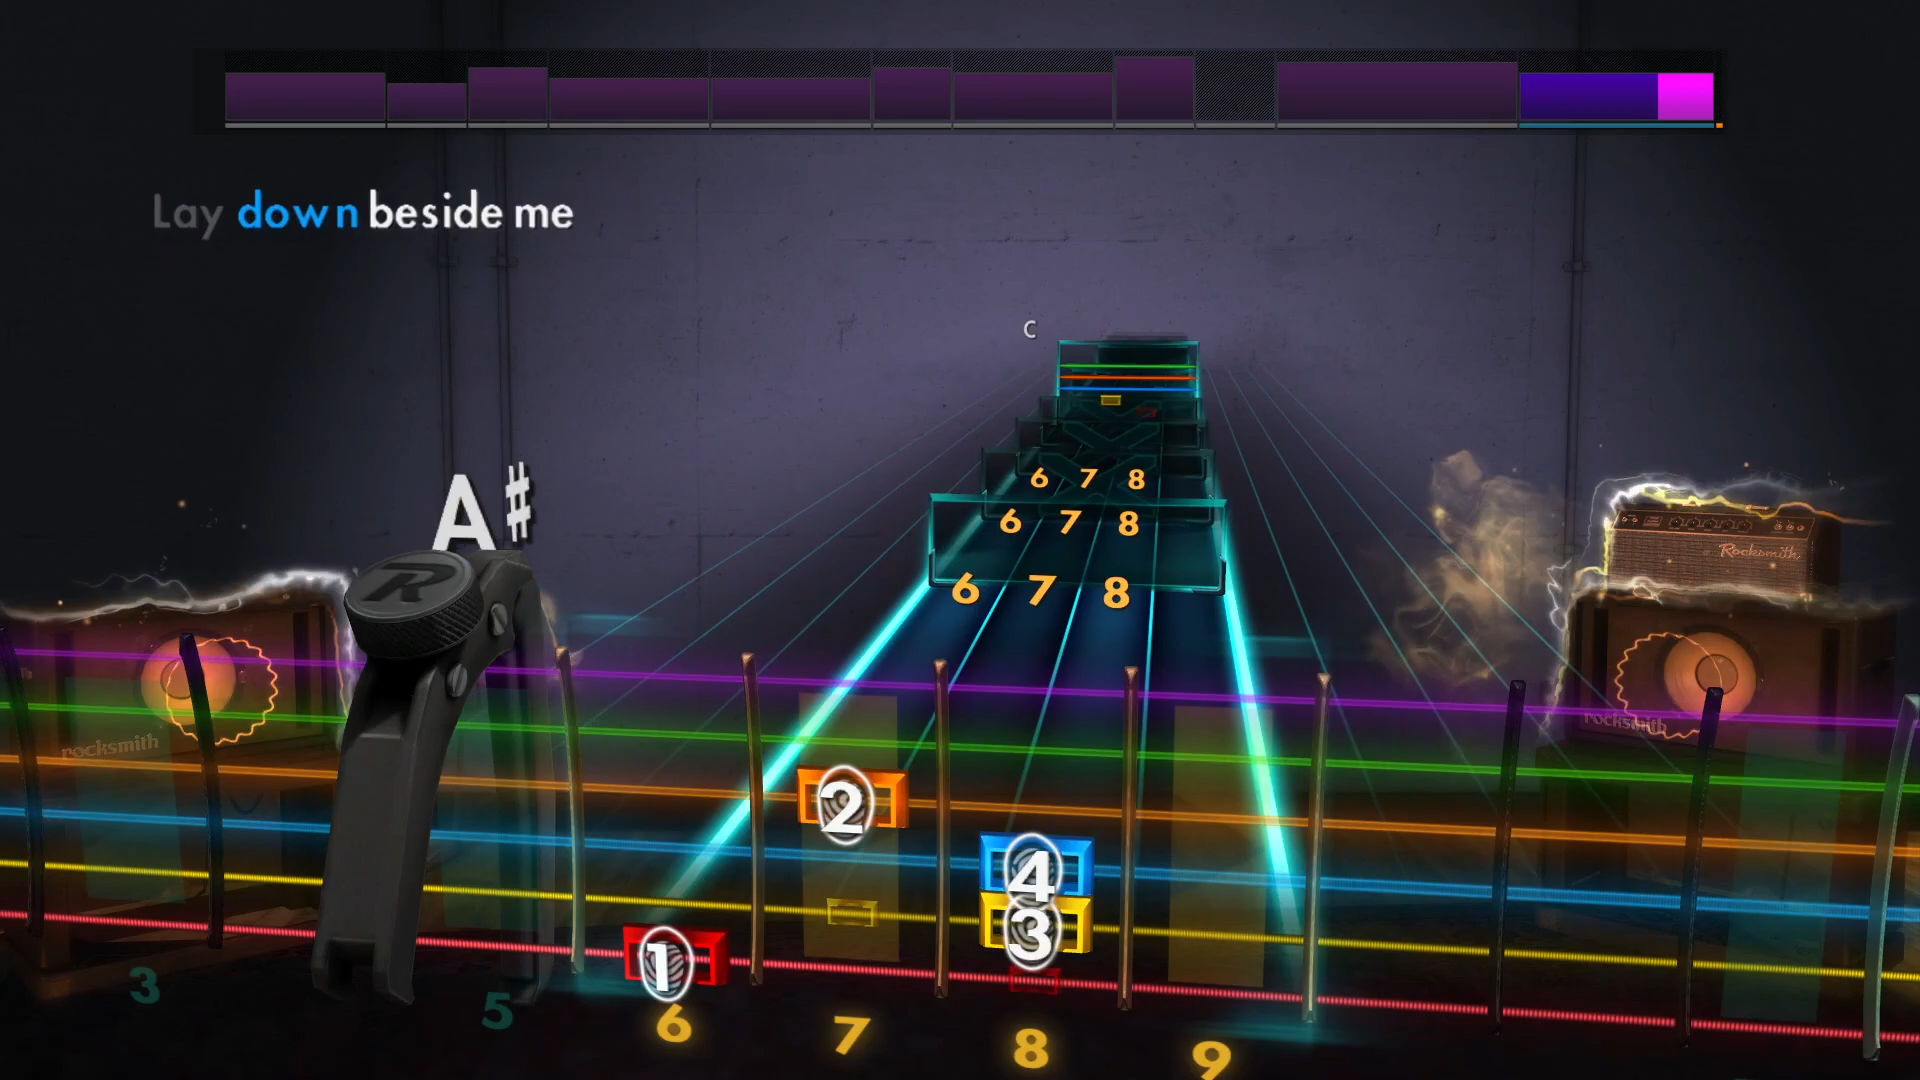 Lay down beside me
C
6 7 8
6 7 8
6 7 8
A#
R
Rocksmith
rocksmith
rocksmith
2
4
3
1
3 5 6 7 8 9